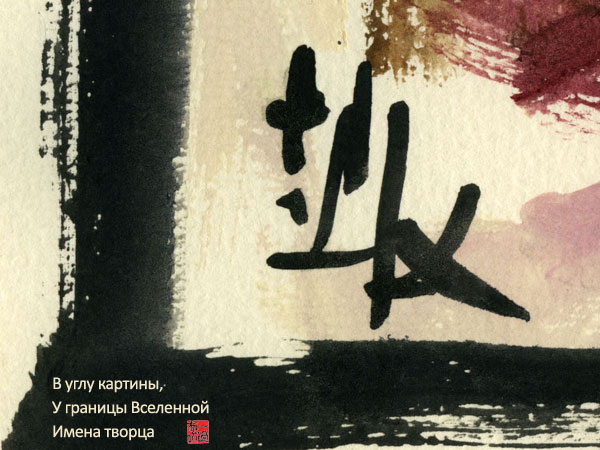 В углу картины,
У границы Вселенной
Имена творца